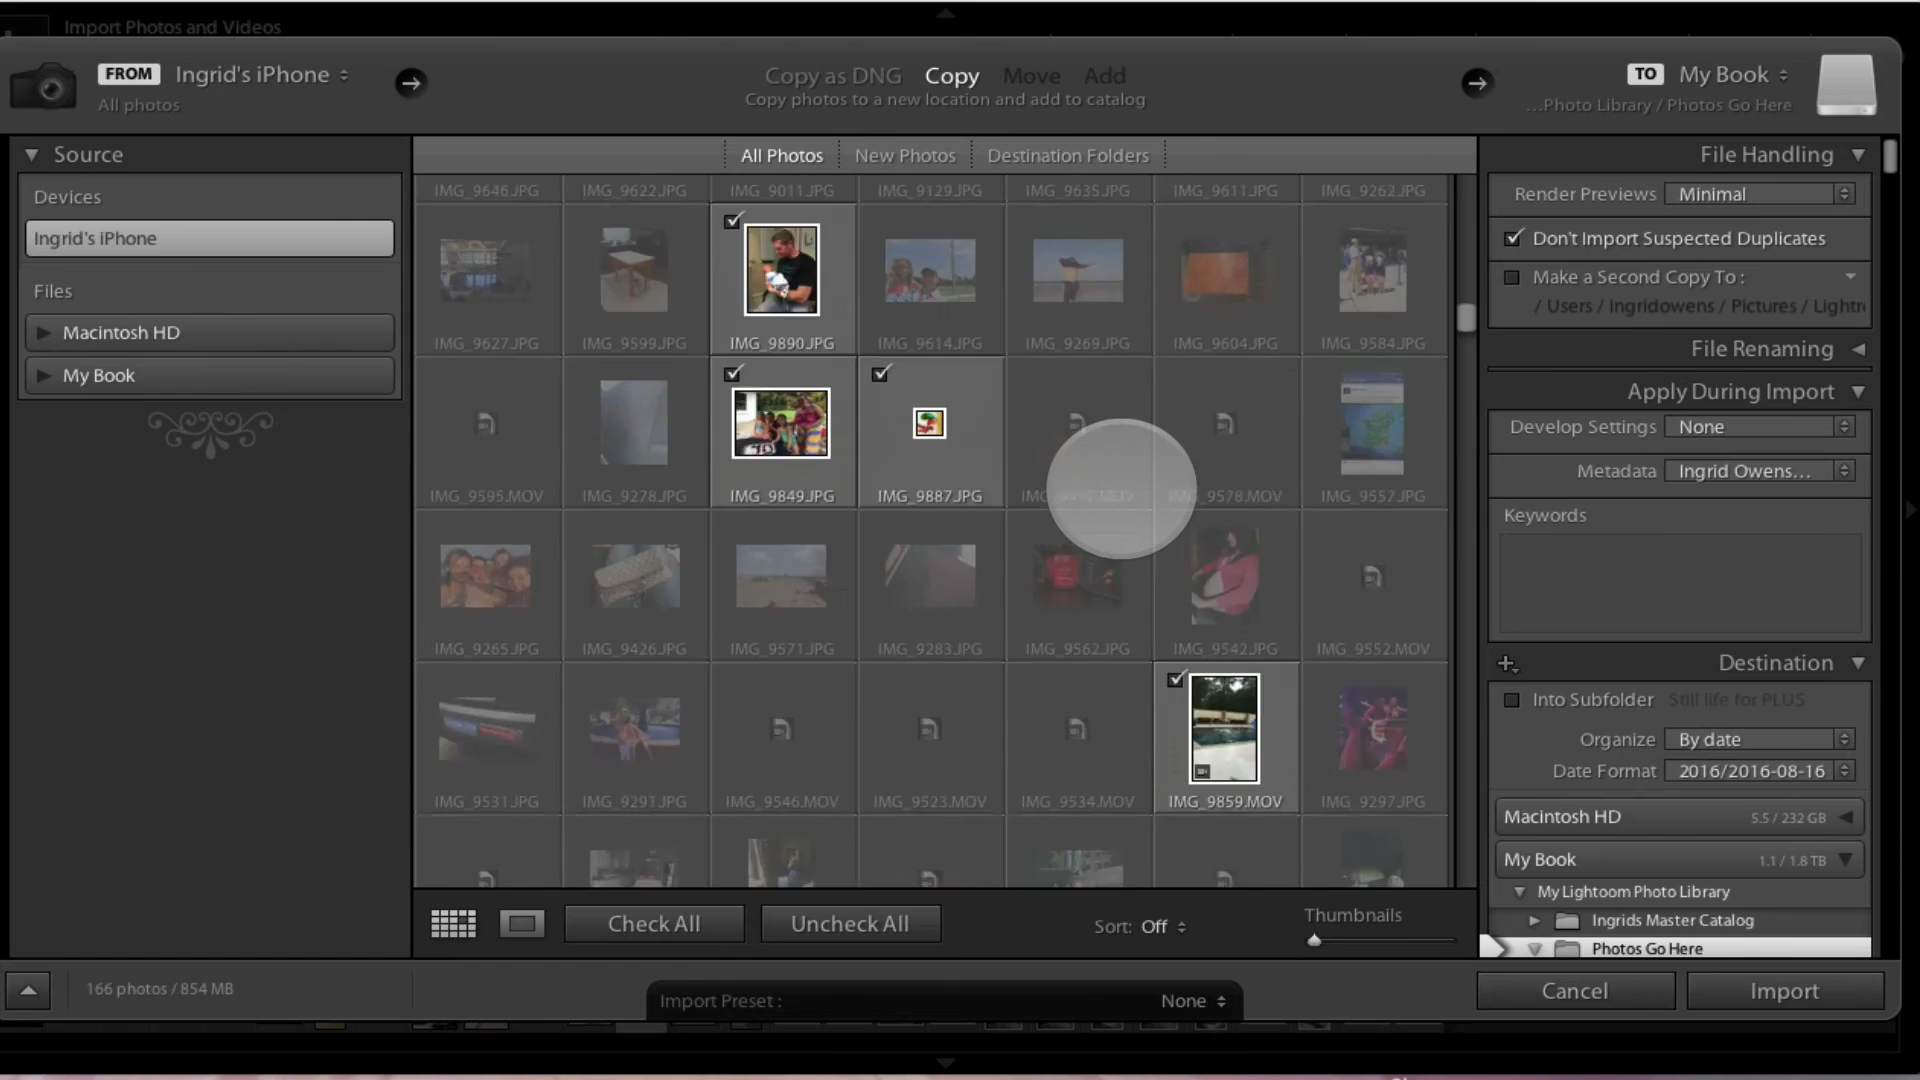 Import Photos and Videos
FROM Ingrid's iPhone
All photos
Copy as DNG Copy Move Add
Copy photos to a new location and add to catalog
TO My Book
...Photo Library / Photos Go Here
Source
Devices
Ingrid's iPhone
Files
Macintosh HD
My Book
All Photos New Photos Destination Folders
IMG_9646.JPG IMG_9622.JPG IMG_9011.JPG IMG_9129.JPG IMG_9635.JPG IMG_9611.JPG IMG_9262.JPG
IMG_9627.JPG IMG_9599.JPG IMG_9890.JPG IMG_9614.JPG IMG_9269.JPG IMG_9604.JPG IMG_9584.JPG
IMG_9595.MOV IMG_9278.JPG IMG_9849.JPG IMG_9887.JPG 9578.MOV IMG_9557.JPG
IMG_9265.JPG IMG_9426.JPG IMG_9571.JPG IMG_9283.JPG IMG_9562.JPG IMG_9542.JPG IMG_9552.MOV
IMG_9531.JPG IMG_9291.JPG IMG_9546.MOV IMG_9523.MOV IMG_9534.MOV IMG_9859.MOV IMG_9297.JPG
Check All Uncheck All Sort: Off Thumbnails
File Handling
Render Previews Minimal
Don't Import Suspected Duplicates
Make a Second Copy To :
/ Users / Ingridowens / Pictures / Lightr
File Renaming
Apply During Import
Develop Settings None
Metadata Ingrid Owens...
Keywords
Destination
Into Subfolder Still life for PLUS
Organize By date
Date Format 2016/2016-08-16
Macintosh HD 5.5 / 232 GB
My Book 1.1 / 1.8 TB
My Lightoom Photo Library
Ingrids Master Catalog
Photos Go Here
166 photos / 854 MB
Import Preset : None
Cancel Import